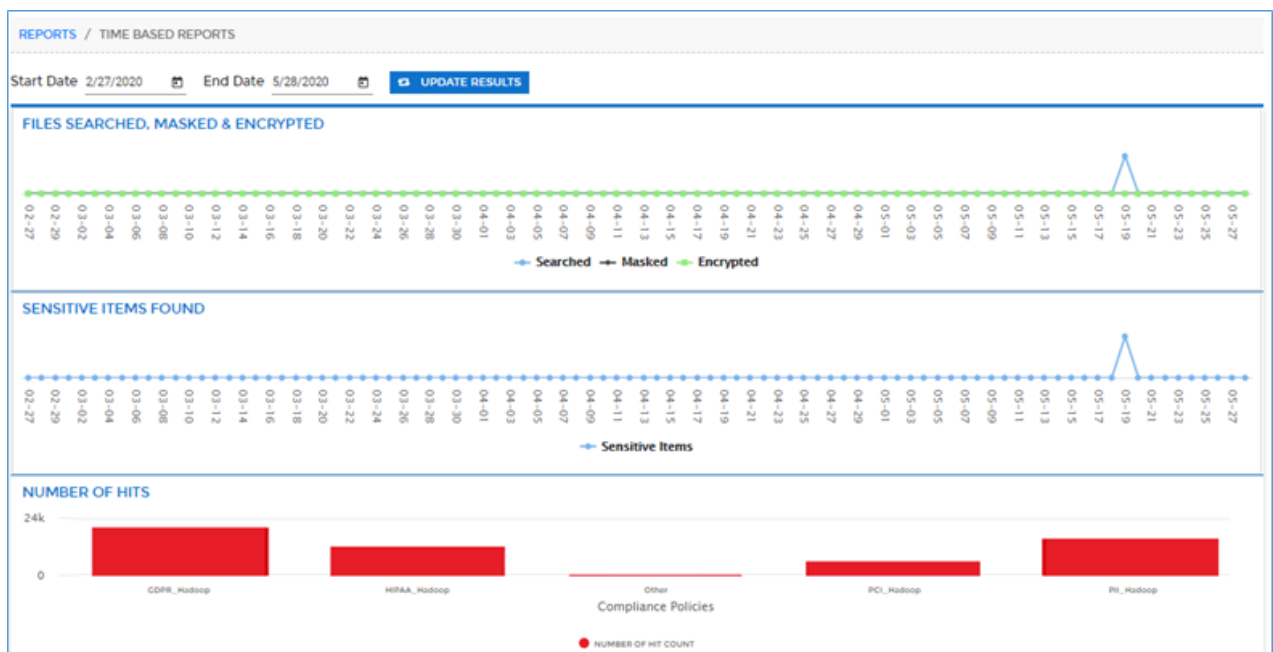 REPORTS / TIME BASED REPORTS
Start Date 2/27/2020 End Date 5/28/2020 UPDATE RESULTS
FILES SEARCHED, MASKED & ENCRYPTED
02-27 02-29 03-02 03-04 03-06 03-08 03-10 03-12 03-14 03-16 03-18 03-20 03-22 03-24 03-26 03-28 03-30 04-01 04-03 04-05 04-07 04-09 04-11 04-13 04-15 04-17 04-19 04-21 04-23 04-25 04-27 04-29 05-01 05-03 05-05 05-07 05-09 05-11 05-13 05-15 05-17 05-19 05-21 05-23 05-25 05-27
Searched Masked Encrypted
SENSITIVE ITEMS FOUND
02-27 02-29 03-02 03-04 03-06 03-08 03-10 03-12 03-14 03-16 03-18 03-20 03-22 03-24 03-26 03-28 03-30 04-01 04-03 04-05 04-07 04-09 04-11 04-13 04-15 04-17 04-19 04-21 04-23 04-25 04-27 04-29 05-01 05-03 05-05 05-07 05-09 05-11 05-13 05-15 05-17 05-19 05-21 05-23 05-25 05-27
Sensitive Items
NUMBER OF HITS
24k
0
GDPR_Hadoop HIPAA_Hadoop Other PCI_Hadoop PII_Hadoop
Compliance Policies
NUMBER OF HIT COUNT